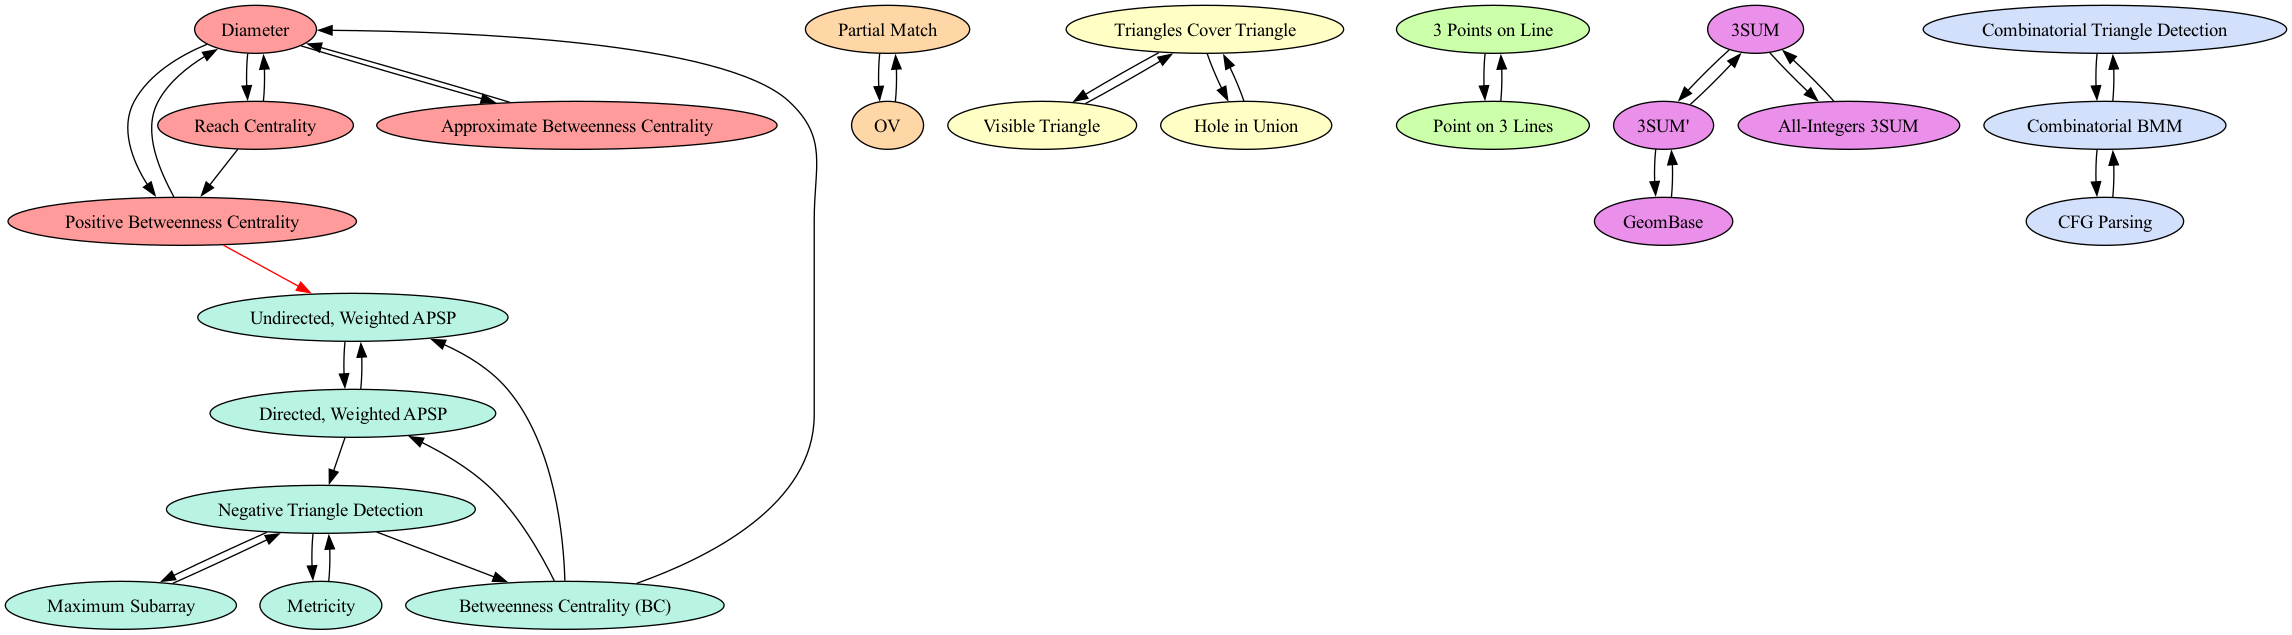 Diameter
Partial Match
Triangles Cover Triangle
3 Points on Line
3SUM
Combinatorial Triangle Detection
Reach Centrality
Approximate Betweenness Centrality
OV
Visible Triangle
Hole in Union
Point on 3 Lines
3SUM'
All-Integers 3SUM
Combinatorial BMM
Positive Betweenness Centrality
GeomBase
CFG Parsing
Undirected, Weighted APSP
Directed, Weighted APSP
Negative Triangle Detection
Maximum Subarray
Metricity
Betweenness Centrality (BC)